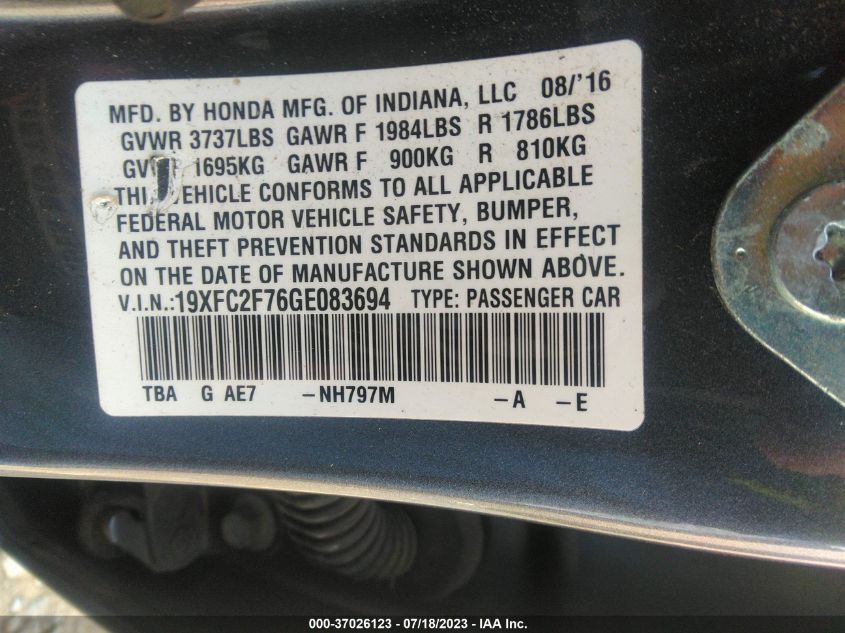 MFD. BY HONDA MFG. OF INDIANA, LLC 08/'16
GVWR 3737LBS GAWR F 1984LBS R 1786LBS
1695KG GAWR F 900KG R 810KG
VEHICLE CONFORMS TO ALL APPLICABLE
FEDERAL MOTOR VEHICLE SAFETY, BUMPER,
AND THEFT PREVENTION STANDARDS IN EFFECT
ON THE DATE OF MANUFACTURE SHOWN ABOVE.
V.I.N.:19XFC2F76GE083694 TYPE: PASSENGER CAR
TBA G AE7 -NH797M -A -E
000-37026123 - 07/18/2023 - IAA Inc.